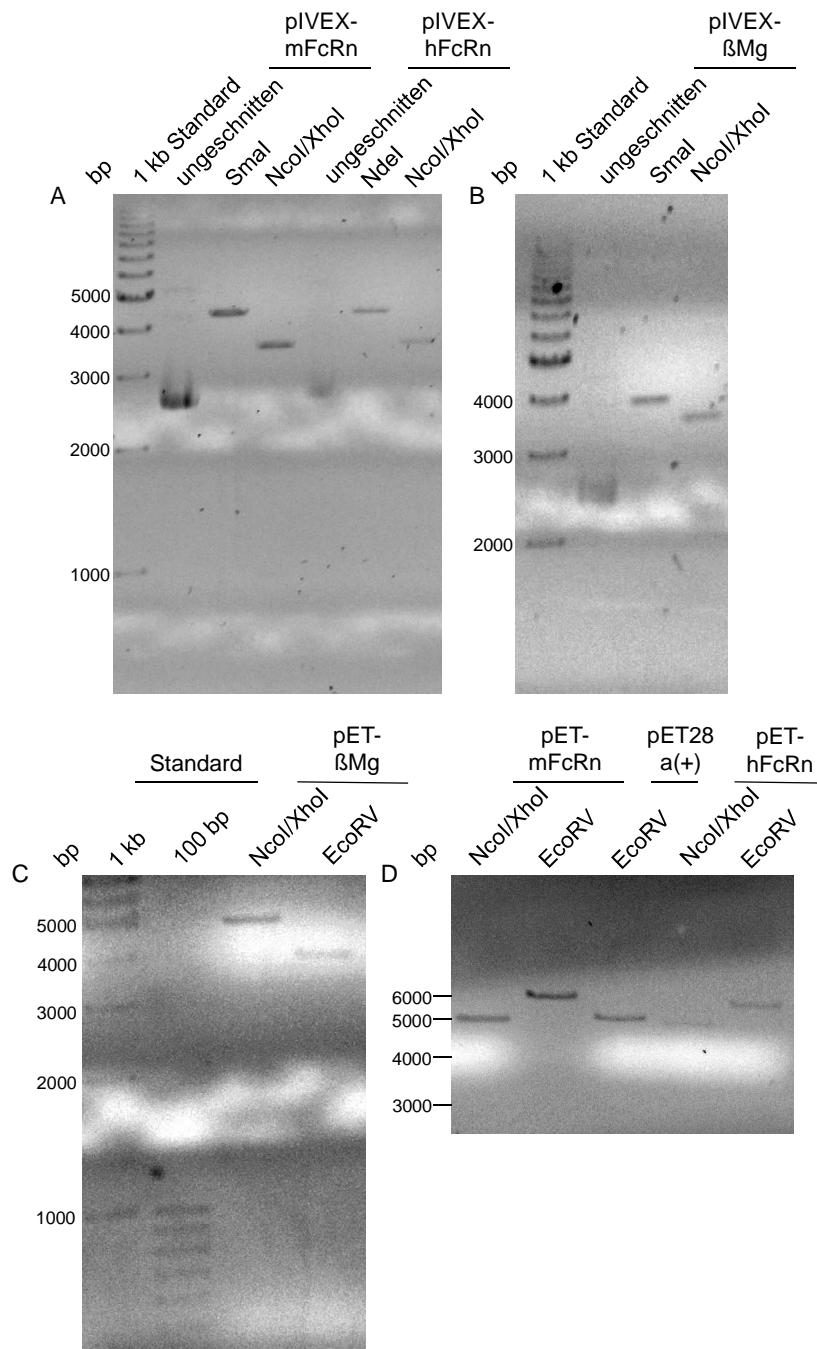 pIVEX-
mFcRn
pIVEX-
hFcRn
A
bp
1 kb Standard
ungeschnitten
SmaI
NcoI/XhoI
ungeschnitten
NdeI
NcoI/XhoI
5000
4000
3000
2000
1000
pIVEX-
ßMg
B
bp
1 kb Standard
ungeschnitten
SmaI
NcoI/XhoI
4000
3000
2000
Standard
pET-
ßMg
C
bp
1 kb
100 bp
NcoI/XhoI
EcoRV
5000
4000
3000
2000
1000
pET-
mFcRn
pET28
a(+)
pET-
hFcRn
D
bp
NcoI/XhoI
EcoRV
EcoRV
NcoI/XhoI
EcoRV
6000
5000
4000
3000